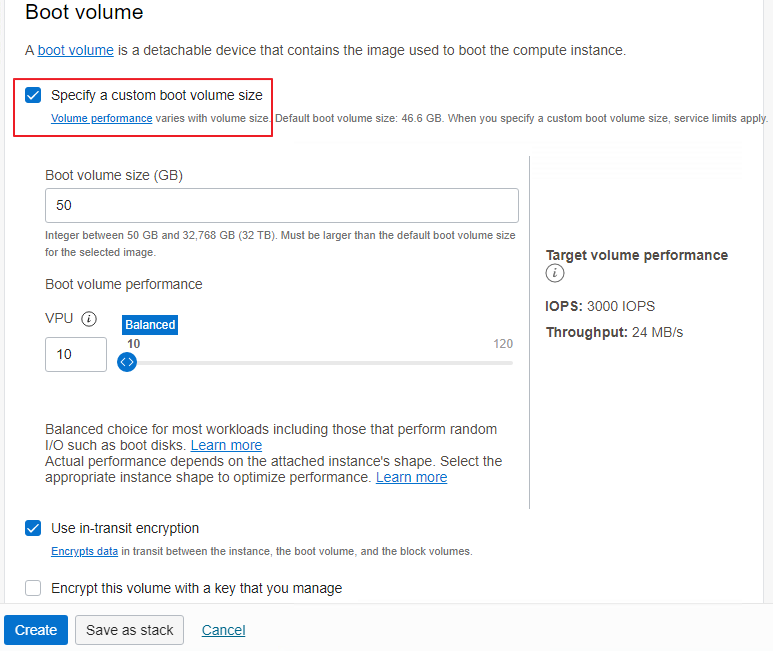 Boot volume
A boot volume is a detachable device that contains the image used to boot the compute instance.
Specify a custom boot volume size
Volume performance varies with volume size. Default boot volume size: 46.6 GB. When you specify a custom boot volume size, service limits apply.
Boot volume size (GB)
50
Integer between 50 GB and 32,768 GB (32 TB). Must be larger than the default boot volume size
for the selected image.
Boot volume performance
VPU
Balanced
10
120
10
Balanced choice for most workloads including those that perform random
I/O such as boot disks. Learn more
Actual performance depends on the attached instance's shape. Select the
appropriate instance shape to optimize performance. Learn more
Target volume performance
IOPS: 3000 IOPS
Throughput: 24 MB/s
Use in-transit encryption
Encrypts data in transit between the instance, the boot volume, and the block volumes.
Encrypt this volume with a key that you manage
Create
Save as stack
Cancel